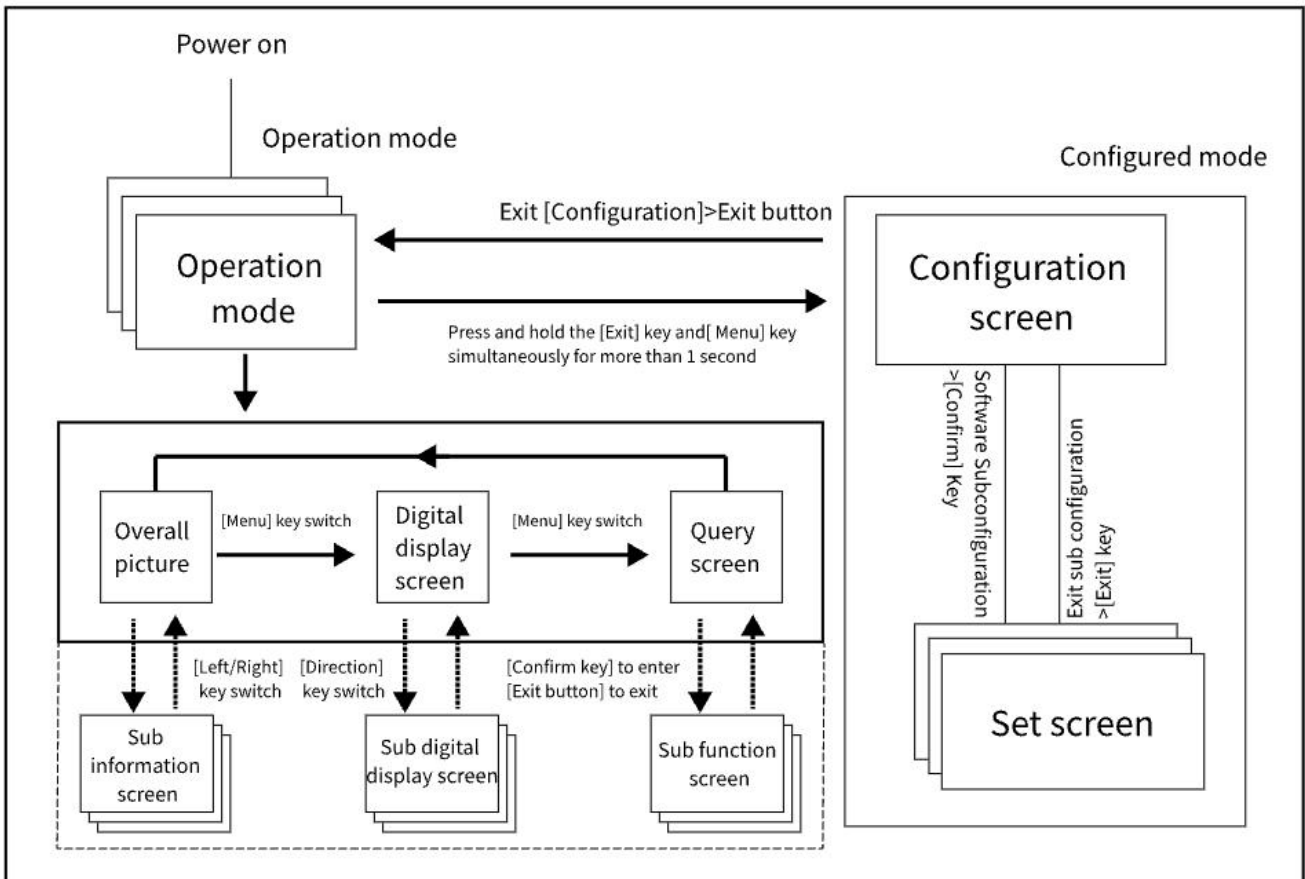 Power on
Operation mode
Configured mode
Exit [Configuration]>Exit button
Operation
mode
Configuration
screen
Press and hold the [Exit] key and[ Menu] key
simultaneously for more than 1 second
Software Subconfiguration
>[Confirm] Key
Exit sub configuration
>[Exit] key
Overall
picture
[Menu] key switch
Digital
display
screen
[Menu] key switch
Query
screen
[Left/Right]
key switch
[Direction]
key switch
[Confirm key] to enter
[Exit button] to exit
Sub
information
screen
Sub digital
display screen
Sub function
screen
Set screen